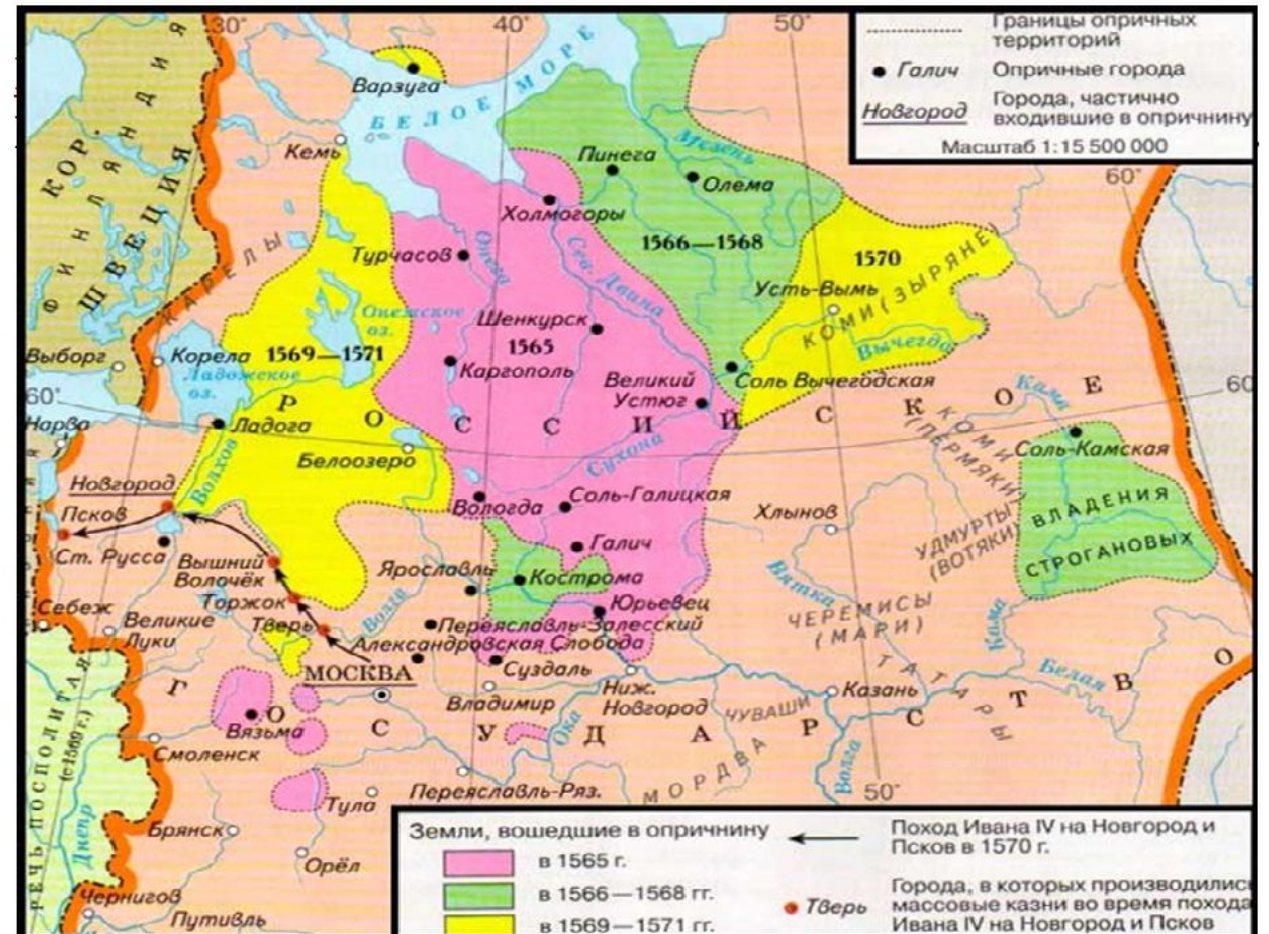 30°
40°
50°
Границы опричных
территорий
Галич
Опричные города
Новгород
Города, частично
входившие в опричнину
Масштаб 1:15 500 000
60°
Варзуга
БЕЛОЕ МОРЕ
Кемь
КОР.
ФИНЛЯНДИЯ
ШВЕЦИЯ
КАРЕЛЫ
Пинега
Мезень
Олема
Холмогоры
1566—1568
Турчасов
Онега
Сев. Двина
1570
Усть-Вымь
КОМИ (ЗЫРЯНЕ)
Вычегда
Онежское
оз.
Шенкурск
1565
Выборг
Корела
1569—1571
Ладожское
оз.
Каргополь
Великий
Устюг
Соль Вычегодская
60°
60
Нарва
Ладога
РОССИЙСКОЕ
Кама
КОМИ
(ПЕРМЯКИ)
Соль-Камская
Волхов
Белоозеро
Сухона
Новгород
Псков
Вологда
Соль-Галицкая
Хлынов
УДМУРТЫ
(ВОТЯКИ)
ВЛАДЕНИЯ
СТРОГАНОВЫХ
Ст. Русса
Вышний
Волочёк
Галич
Ярославль
Кострома
Торжок
Волга
Вятка
Себеж
Великие
Луки
Тверь
Юрьевец
Переяславль-Залесский
Александровская Слобода
ЧЕРЕМИСЫ
(МАРИ)
Кама
Белая
МОСКВА
Суздаль
Владимир
Ниж.
Новгород
ТАТАРЫ
Казань
ЧУВАШИ
ГОСУДАРСТВО
Вязьма
Ока
Смоленск
МОРДВА
Волга
50°
РЕЧЬ ПОСПОЛИТАЯ
(с 1569 г.)
Днепр
Тула
Переяславль-Ряз.
Брянск
Орёл
Чернигов
Путивль
Земли, вошедшие в опричнину
в 1565 г.
в 1566—1568 гг.
в 1569—1571 гг.
Поход Ивана IV на Новгород и
Псков в 1570 г.
Тверь
Города, в которых производились
массовые казни во время похода
Ивана IV на Новгород и Псков